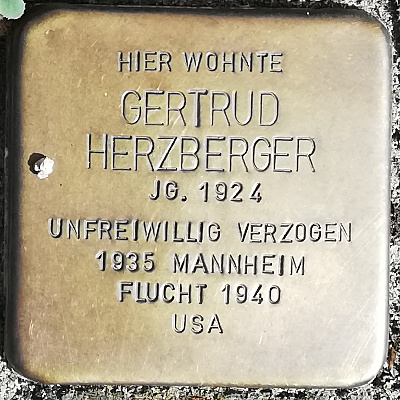 HIER WOHNTE
GERTRUD
HERZBERGER
JG. 1924
UNFREIWILLIG VERZOGEN
1935 MANNHEIM
FLUCHT 1940
USA